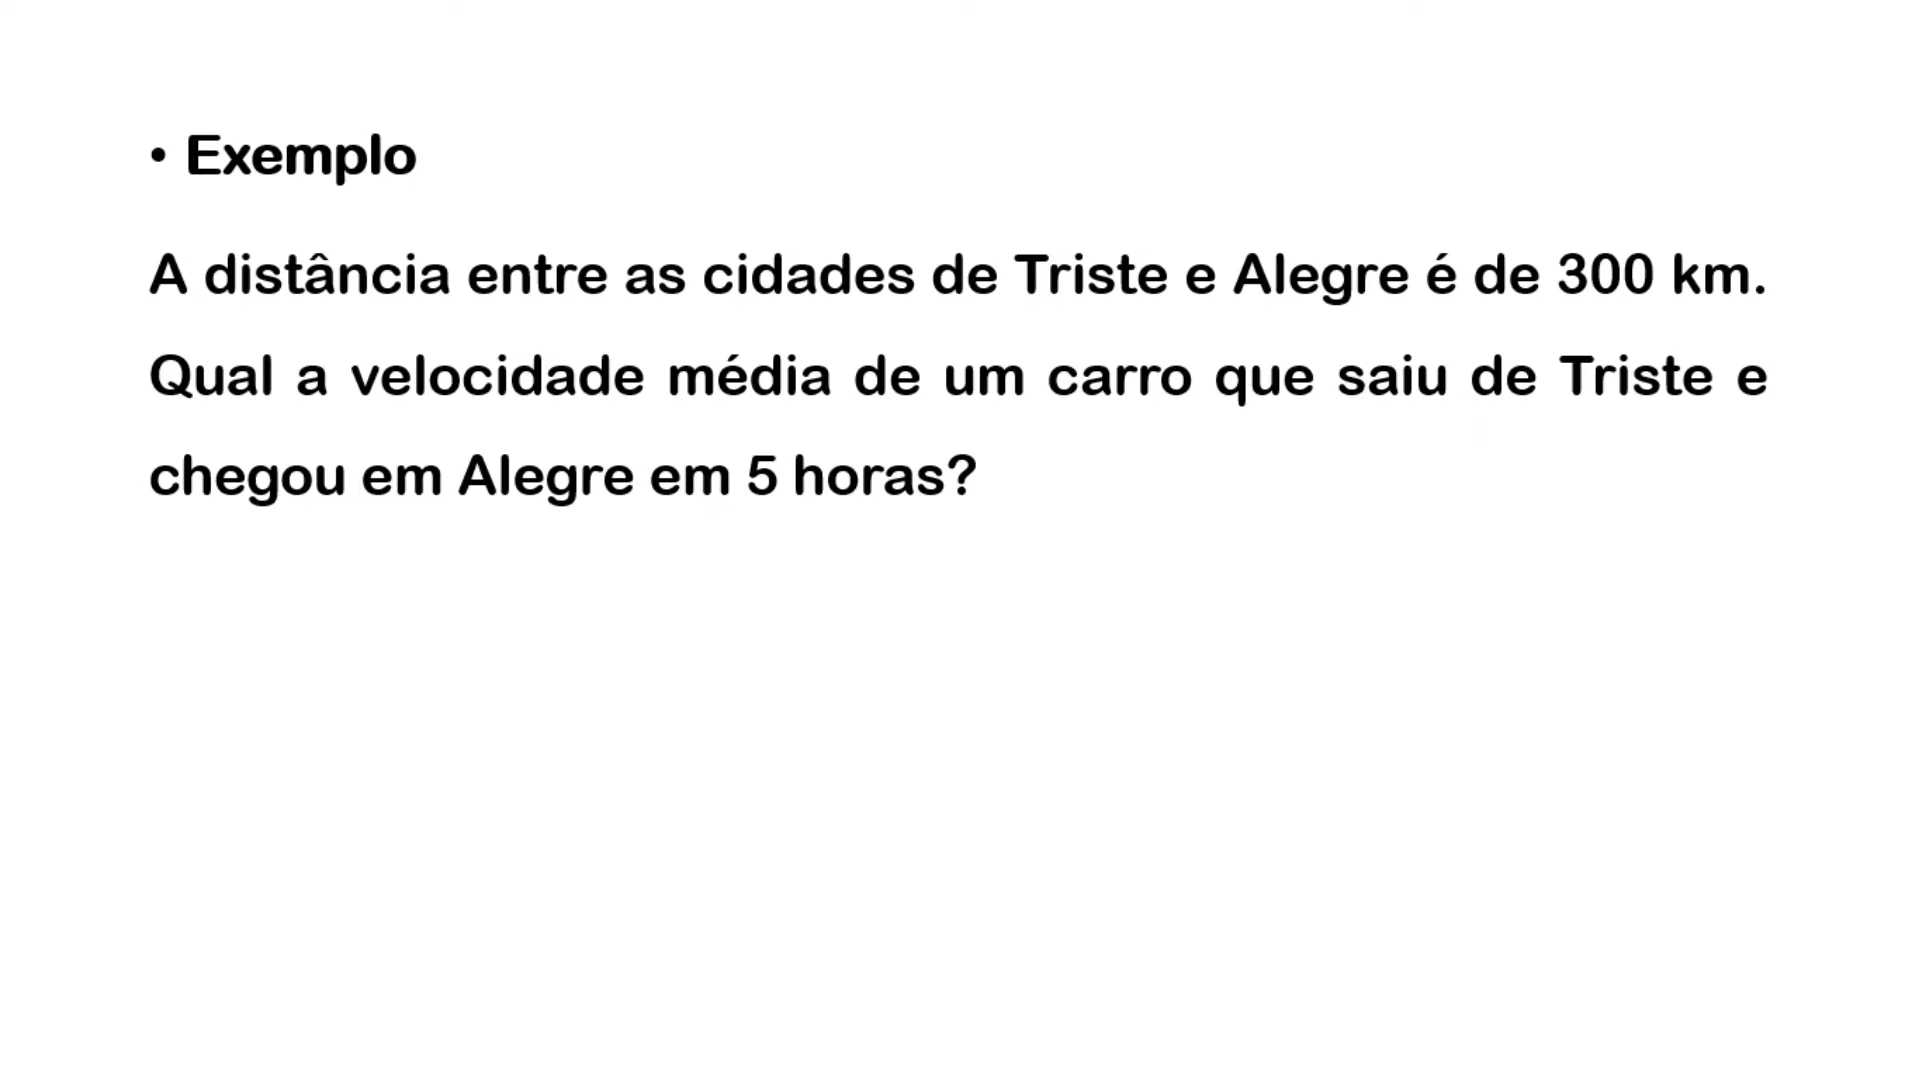 • Exemplo
A distância entre as cidades de Triste e Alegre é de 300 km.
Qual a velocidade média de um carro que saiu de Triste e
chegou em Alegre em 5 horas?